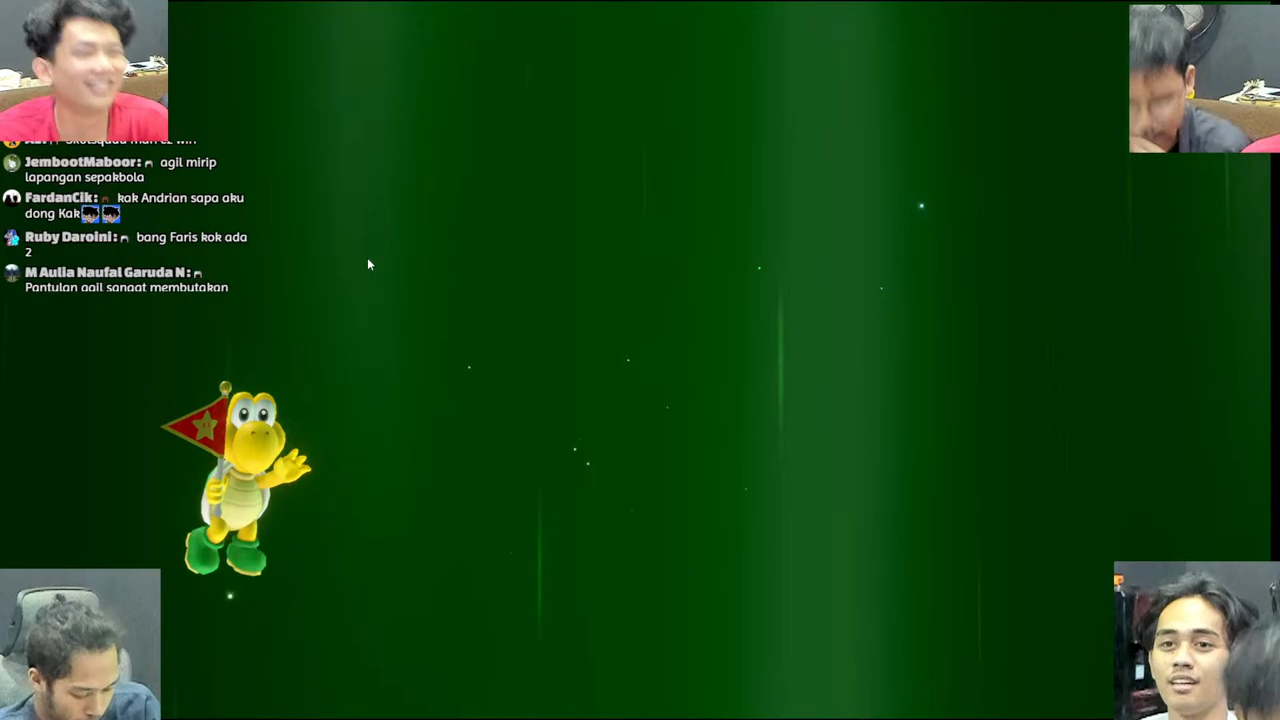 JembootMaboor: agil mirip
lapangan sepakbola
FardanCik: kak Andrian sapa aku
dong Kak
Ruby Daroini: bang Faris kok ada
2
M Aulia Naufal Garuda N:
Pantulan agil sangat membutakan